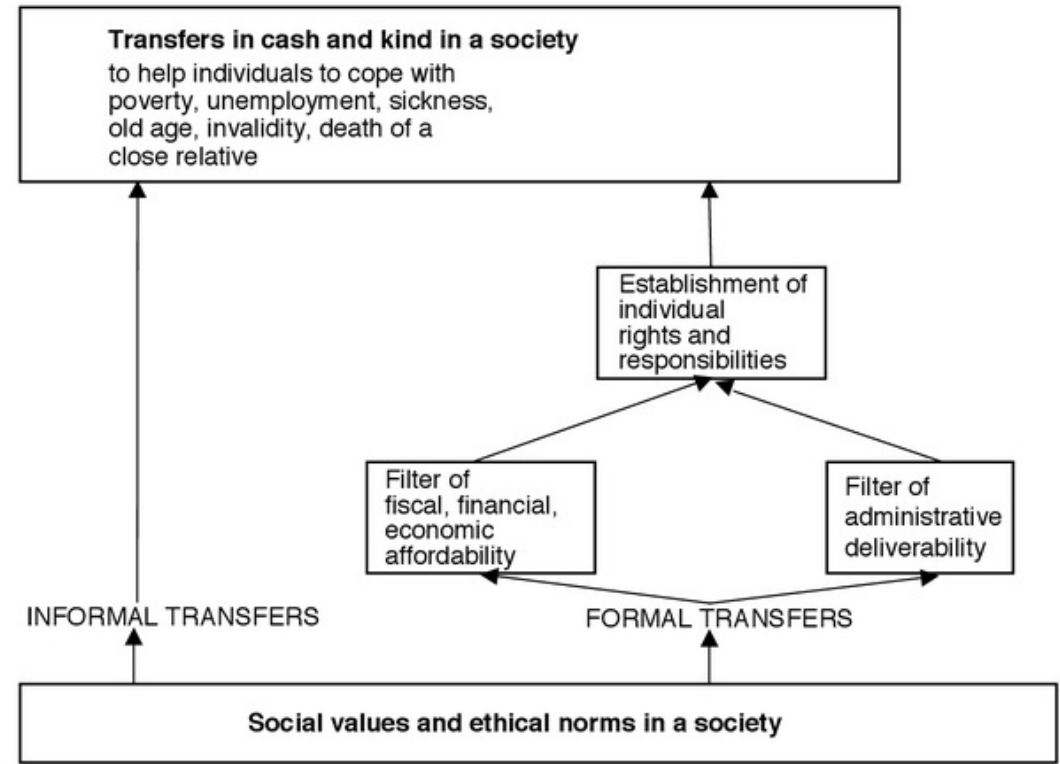 Transfers in cash and kind in a society
to help individuals to cope with
poverty, unemployment, sickness,
old age, invalidity, death of a
close relative
Establishment of
individual
rights and
responsibilities
Filter of
fiscal, financial,
economic
affordability
Filter of
administrative
deliverability
INFORMAL TRANSFERS
FORMAL TRANSFERS
Social values and ethical norms in a society